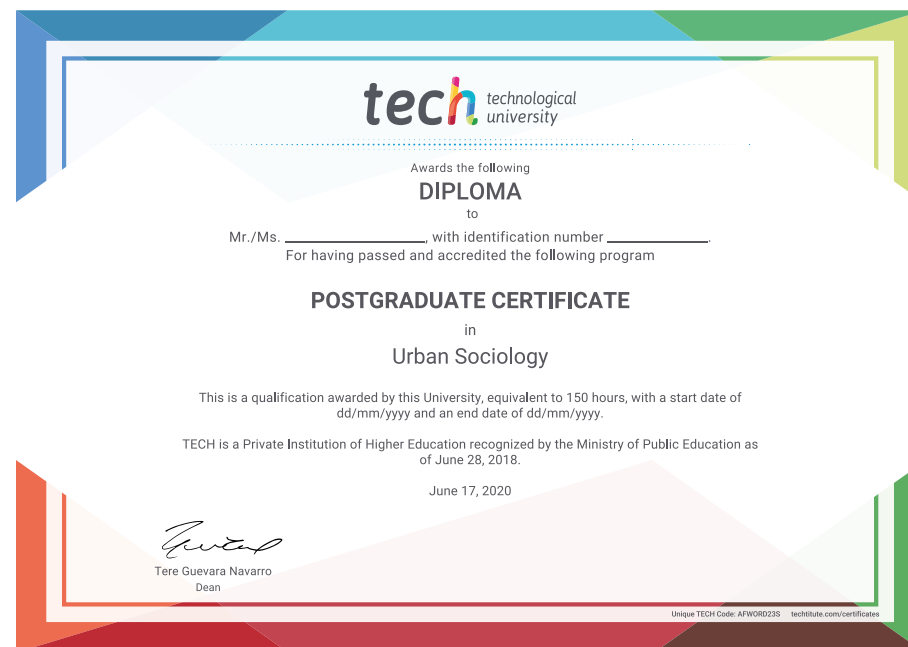 tech technological
university
Awards the following
DIPLOMA
to
Mr./Ms. ____________________, with identification number ______________.
For having passed and accredited the following program
POSTGRADUATE CERTIFICATE
in
Urban Sociology
This is a qualification awarded by this University, equivalent to 150 hours, with a start date of
dd/mm/yyyy and an end date of dd/mm/yyyy.
TECH is a Private Institution of Higher Education recognized by the Ministry of Public Education as
of June 28, 2018.
June 17, 2020
Tere Guevara Navarro
Dean
Unique TECH Code: AFWORD23S techtitute.com/certificates